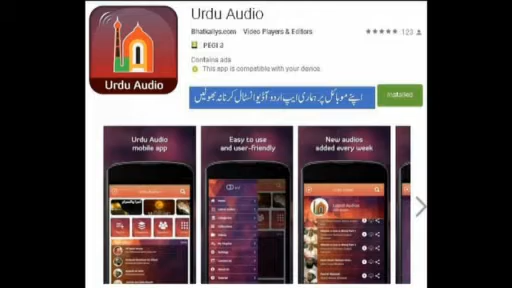 Urdu Audio
Bhatkallys.com Video Players & Editors
123
PEGI 3
Contains ads
This app is compatible with your device.
اپنے موبائل پر ہماری ایپ اردو آڈیو انسٹال کرنا نہ بھولیں
Installed
Urdu Audio
Urdu Audio
mobile app
Easy to use
and user-friendly
New audios
added every week